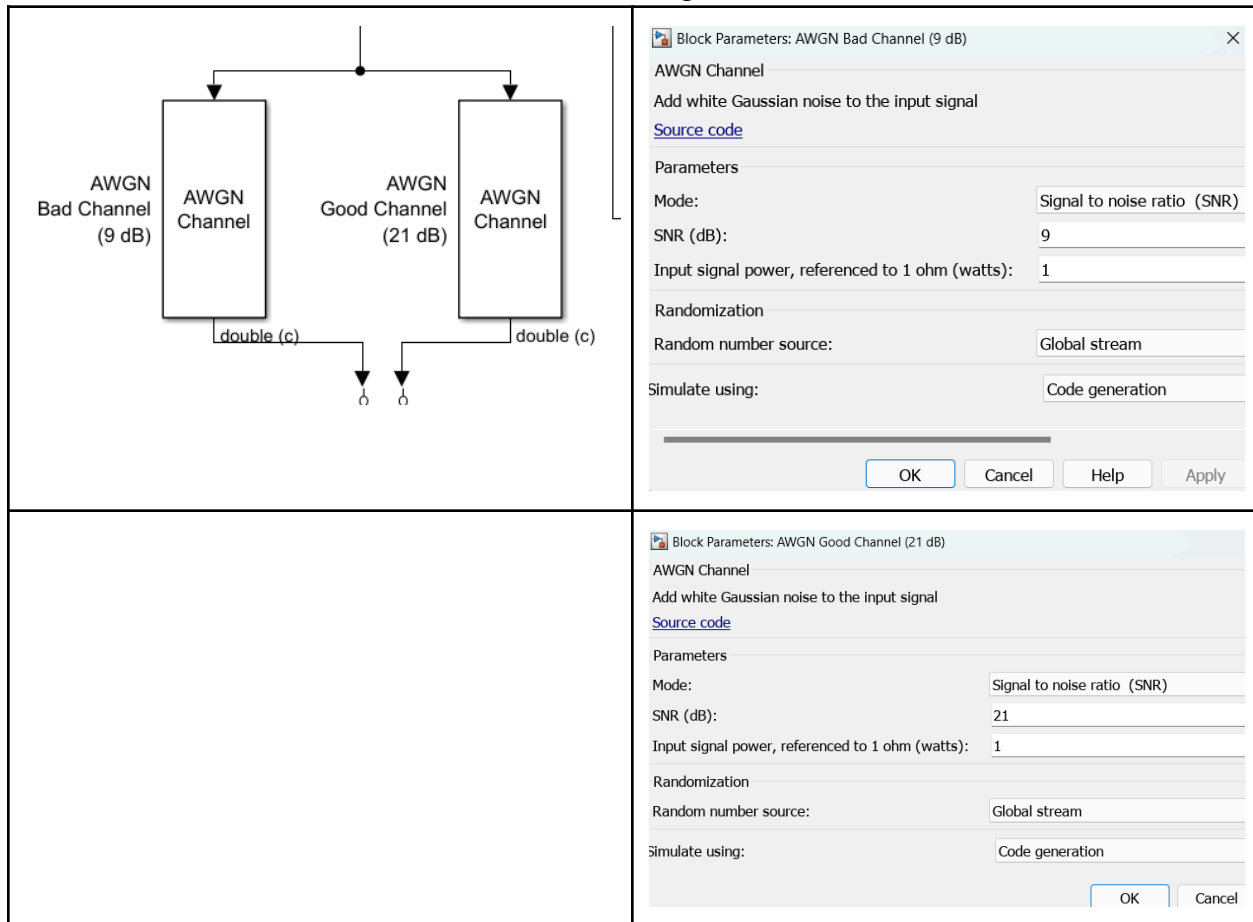 AWGN
Bad Channel
(9 dB)
AWGN
Channel
AWGN
Good Channel
(21 dB)
AWGN
Channel
double (c)
double (c)
Block Parameters: AWGN Bad Channel (9 dB)
AWGN Channel
Add white Gaussian noise to the input signal
Source code
Parameters
Mode: Signal to noise ratio (SNR)
SNR (dB): 9
Input signal power, referenced to 1 ohm (watts): 1
Randomization
Random number source: Global stream
Simulate using: Code generation
OK Cancel Help Apply
Block Parameters: AWGN Good Channel (21 dB)
AWGN Channel
Add white Gaussian noise to the input signal
Source code
Parameters
Mode: Signal to noise ratio (SNR)
SNR (dB): 21
Input signal power, referenced to 1 ohm (watts): 1
Randomization
Random number source: Global stream
Simulate using: Code generation
OK Cancel